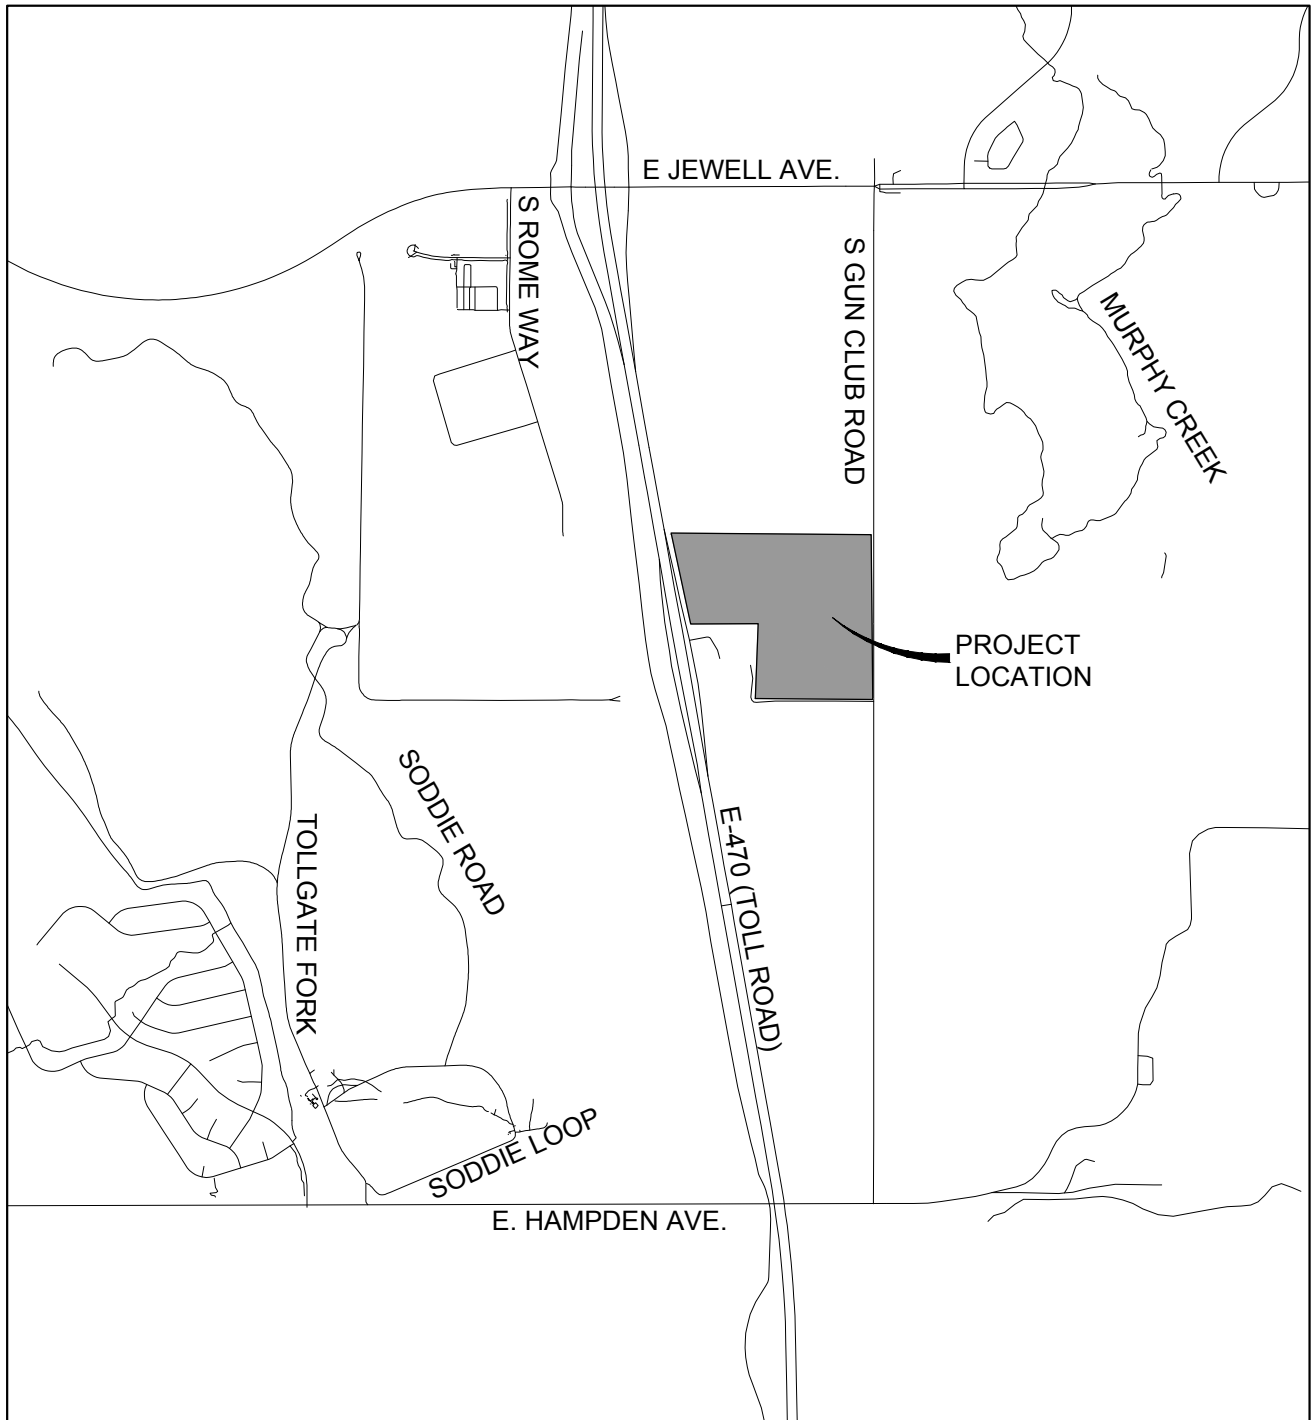 E JEWELL AVE.
S ROME WAY
S GUN CLUB ROAD
MURPHY CREEK
PROJECT
LOCATION
SODDIE ROAD
TOLLGATE FORK
E-470 (TOLL ROAD)
SODDIE LOOP
E. HAMPDEN AVE.